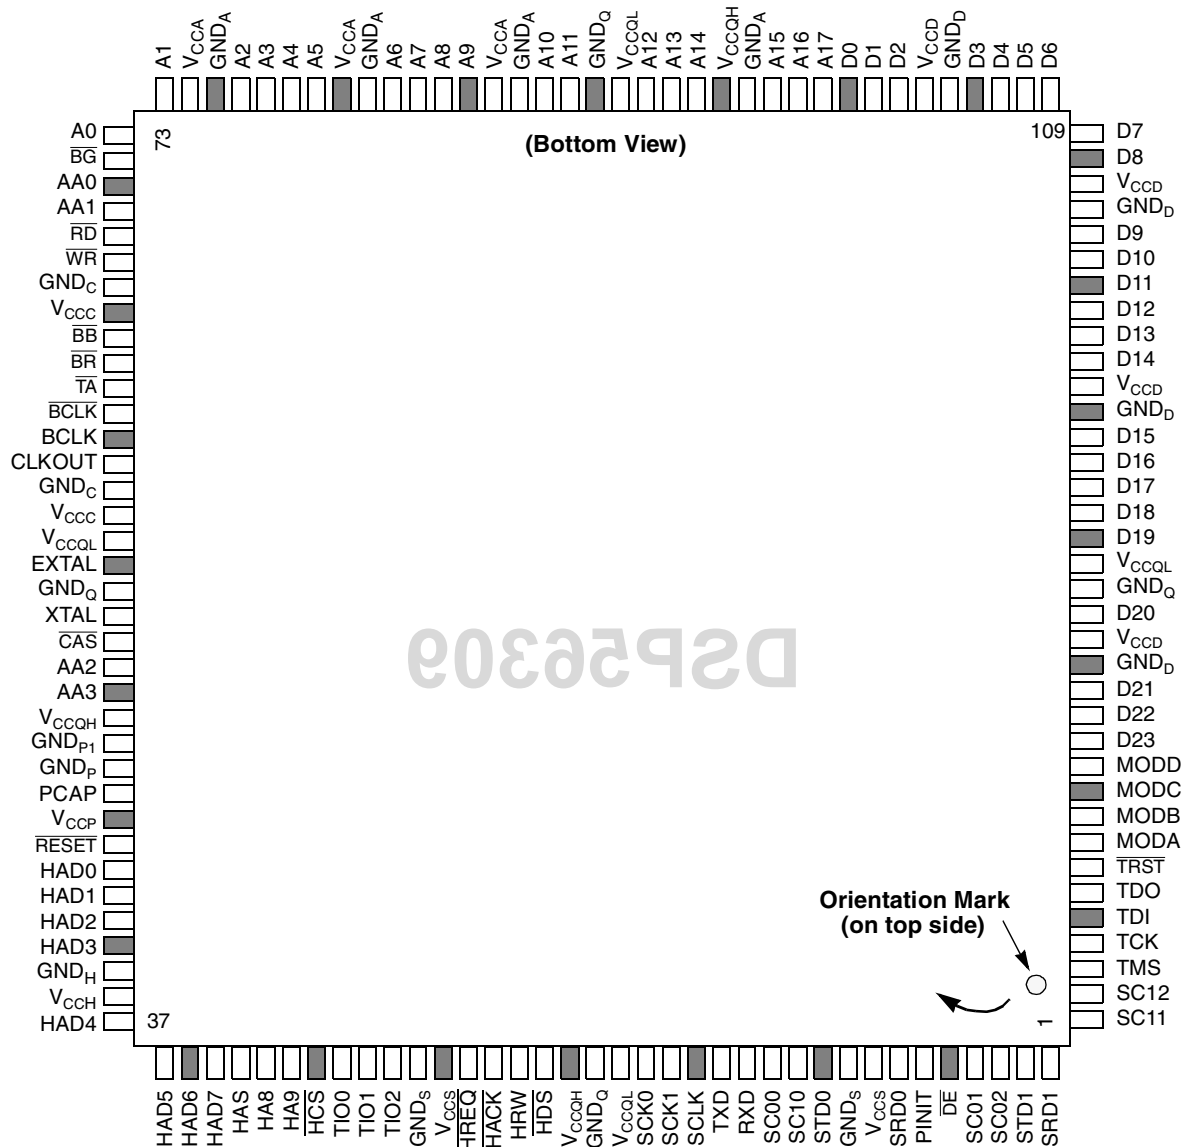 A1
VCCA
GNDA
A2
A3
A4
A5
VCCA
GNDA
A6
A7
A8
A9
VCCA
GNDA
A10
A11
GNDQ
VCCQL
A12
A13
A14
VCCQH
GNDA
A15
A16
A17
D0
D1
D2
VCCD
GNDD
D3
D4
D5
D6
73
(Bottom View)
109
A0
BG
AA0
AA1
RD
WR
GNDC
VCCC
BB
BR
TA
BCLK
BCLK
CLKOUT
GNDC
VCCC
VCCQL
EXTAL
GNDQ
XTAL
CAS
AA2
AA3
VCCQH
GNDP1
GNDP
PCAP
VCCP
RESET
HAD0
HAD1
HAD2
HAD3
GNDH
VCCH
HAD4
D7
D8
VCCD
GNDD
D9
D10
D11
D12
D13
D14
VCCD
GNDD
D15
D16
D17
D18
D19
VCCQL
GNDQ
D20
VCCD
GNDD
D21
D22
D23
MODD
MODC
MODB
MODA
TRST
TDO
TDI
TCK
TMS
SC12
SC11
DSP56309
Orientation Mark
(on top side)
37
1
HAD5
HAD6
HAD7
HAS
HA8
HA9
HCS
TIO0
TIO1
TIO2
GNDS
VCCS
HREQ
HACK
HRW
HDS
VCCQH
GNDQ
VCCQL
SCK0
SCK1
SCLK
TXD
RXD
SC00
SC10
STD0
GNDS
VCCS
SRD0
PINIT
DE
SC01
SC02
STD1
SRD1